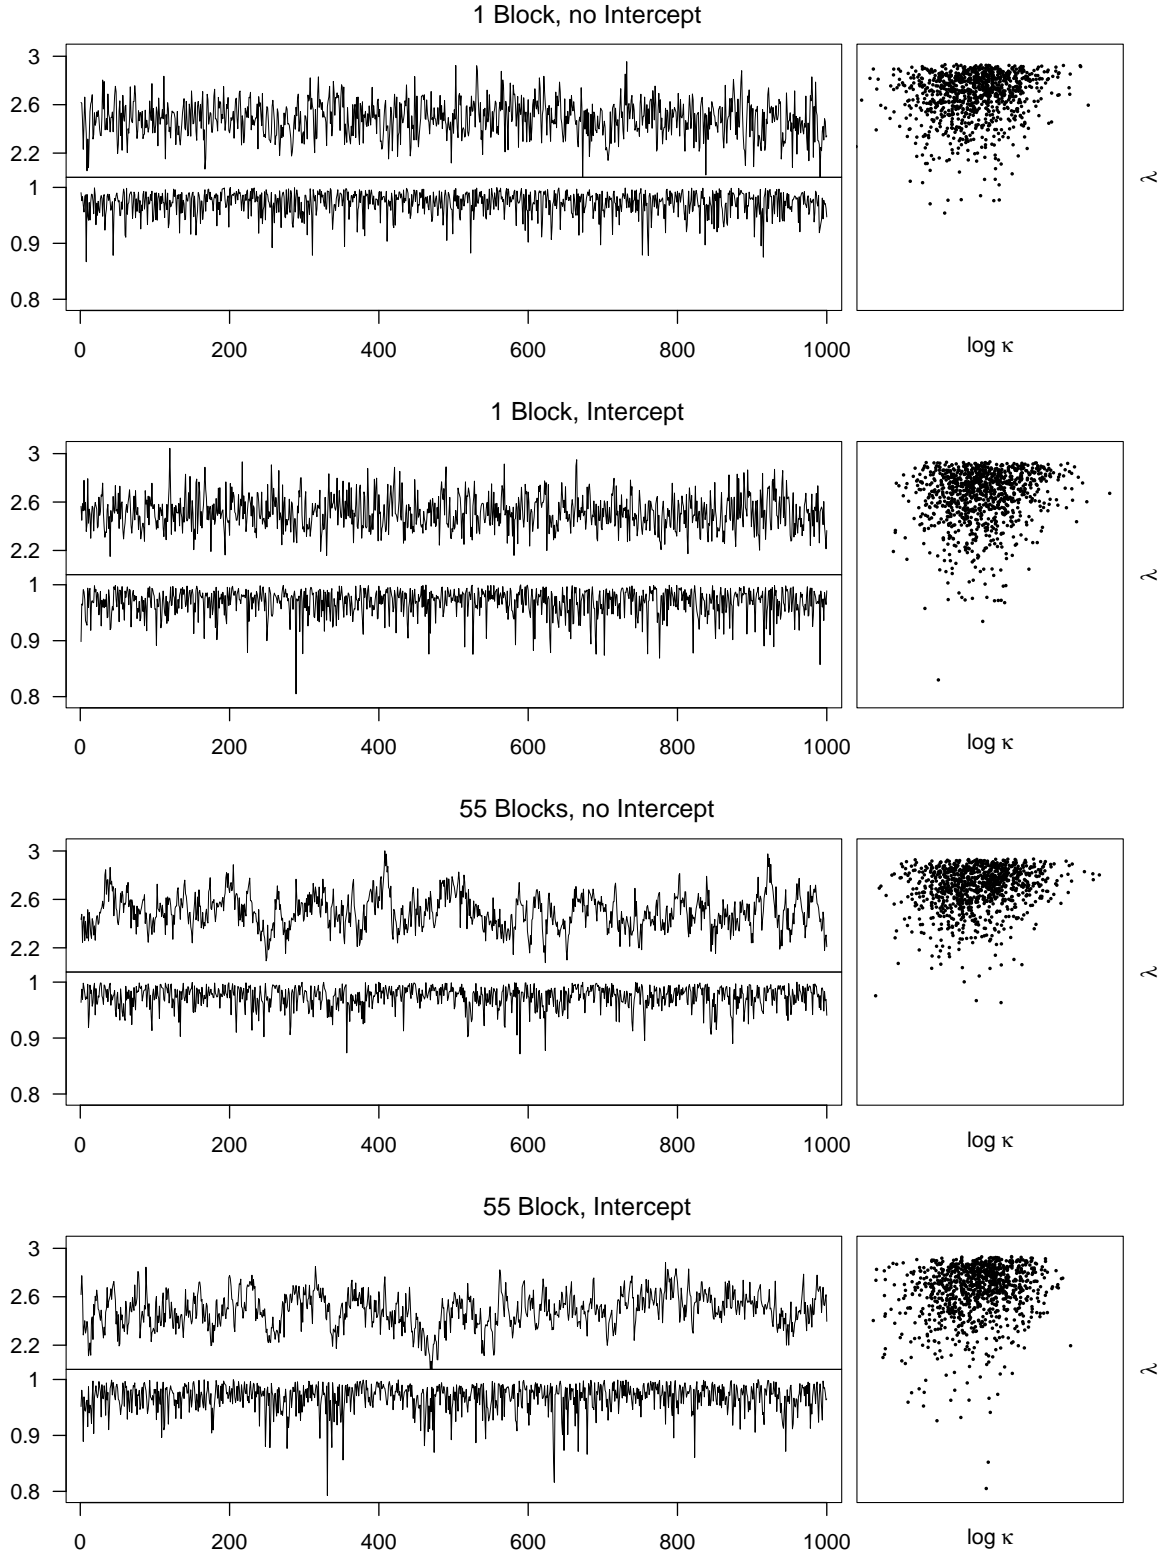 1 Block, no Intercept
3
2.6
2.2
1
0.9
0.8
0 200 400 600 800 1000
log κ
λ
1 Block, Intercept
3
2.6
2.2
1
0.9
0.8
0 200 400 600 800 1000
log κ
λ
55 Blocks, no Intercept
3
2.6
2.2
1
0.9
0.8
0 200 400 600 800 1000
log κ
λ
55 Block, Intercept
3
2.6
2.2
1
0.9
0.8
0 200 400 600 800 1000
log κ
λ